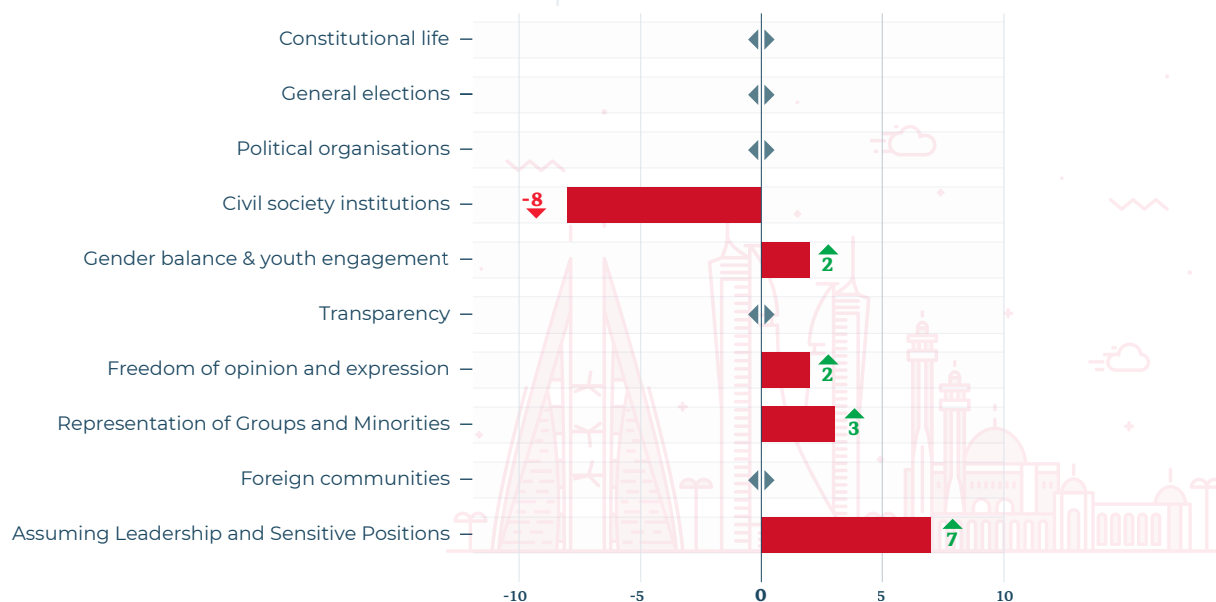 Constitutional life
General elections
Political organisations
Civil society institutions
-8
Gender balance & youth engagement
2
Transparency
Freedom of opinion and expression
2
Representation of Groups and Minorities
3
Foreign communities
Assuming Leadership and Sensitive Positions
7
-10 -5 0 5 10